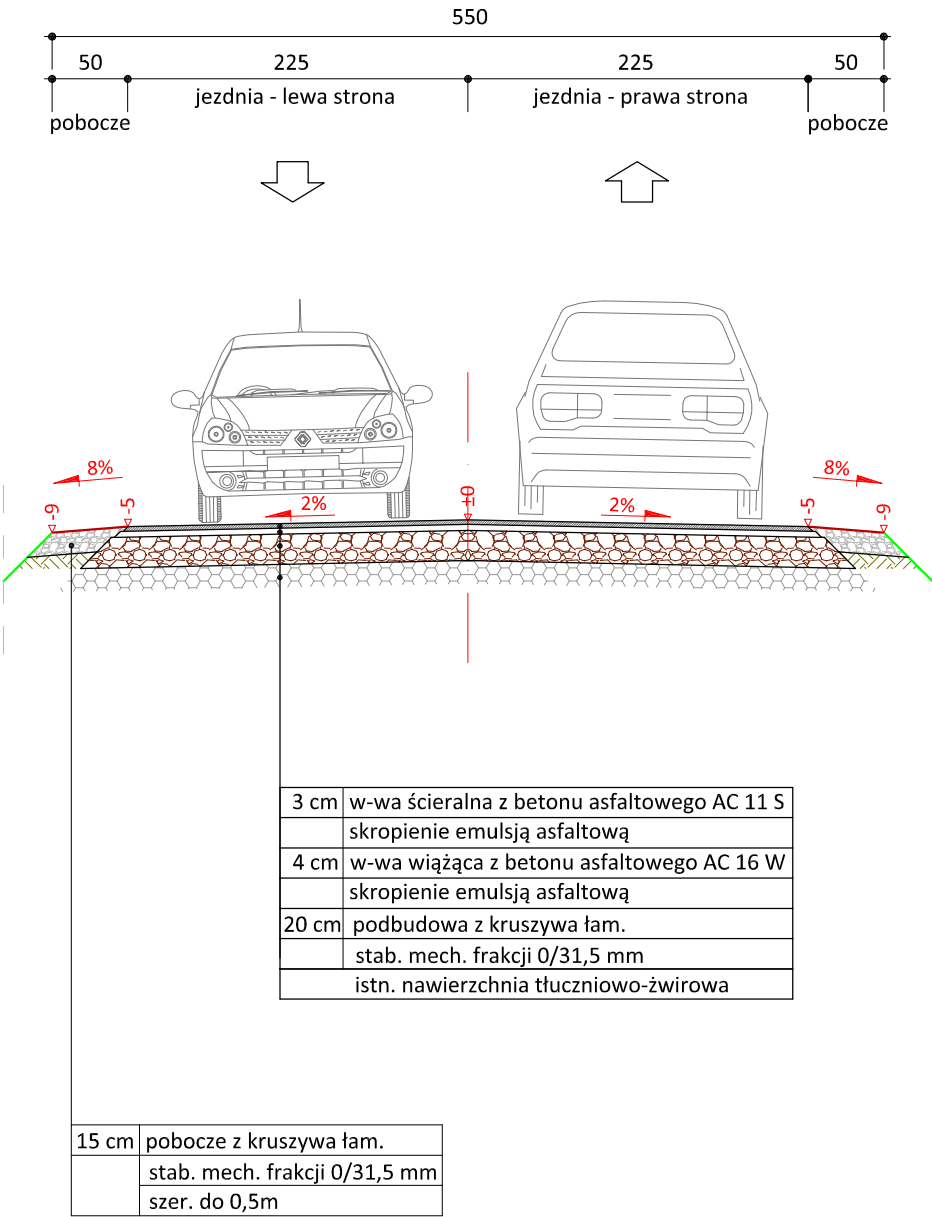 550
50 225 225 50
jezdnia - lewa strona jezdnia - prawa strona
pobocze pobocze
8% 8%
-9 -5 2% ±0 2% -5 -9
3 cm w-wa ścieralna z betonu asfaltowego AC 11 S
skropienie emulsją asfaltową
4 cm w-wa wiążąca z betonu asfaltowego AC 16 W
skropienie emulsją asfaltową
20 cm podbudowa z kruszywa łam.
stab. mech. frakcji 0/31,5 mm
istn. nawierzchnia tłuczniowo-żwirowa
15 cm pobocze z kruszywa łam.
stab. mech. frakcji 0/31,5 mm
szer. do 0,5m